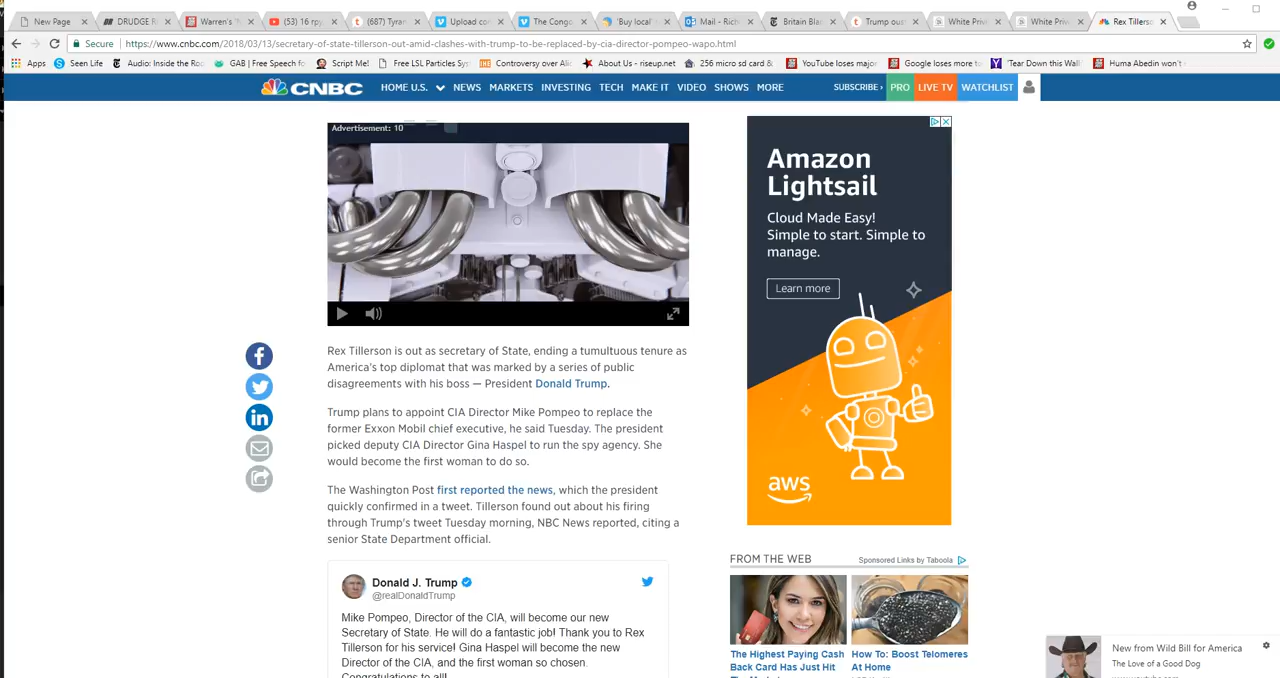 New Page
DRUDGE R
Warren's "
(53) 16 rpy
(687) Tyran
Upload co
The Congo
'Buy local'
Mail - Rich
Britain Bla
Trump ous
White Priv
White Priv
Rex Tillers
Secure
https://www.cnbc.com/2018/03/13/secretary-of-state-tillerson-out-amid-clashes-with-trump-to-be-replaced-by-cia-director-pompeo-wapo.html
Apps
Seen Life
Audio: Inside the Ro
GAB | Free Speech fo
Script Me!
Free LSL Particles Sys
Controversy over Ali
About Us - riseup.net
256 micro sd card &
YouTube loses major
Google loses more t
'Tear Down this Wall'
Huma Abedin won't
CNBC
HOME U.S.
NEWS
MARKETS
INVESTING
TECH
MAKE IT
VIDEO
SHOWS
MORE
SUBSCRIBE
PRO
LIVE TV
WATCHLIST
Advertisement: 10
Rex Tillerson is out as secretary of State, ending a tumultuous tenure as
America's top diplomat that was marked by a series of public
disagreements with his boss — President Donald Trump.
Trump plans to appoint CIA Director Mike Pompeo to replace the
former Exxon Mobil chief executive, he said Tuesday. The president
picked deputy CIA Director Gina Haspel to run the spy agency. She
would become the first woman to do so.
The Washington Post first reported the news, which the president
quickly confirmed in a tweet. Tillerson found out about his firing
through Trump's tweet Tuesday morning, NBC News reported, citing a
senior State Department official.
Donald J. Trump
@realDonaldTrump
Mike Pompeo, Director of the CIA, will become our new
Secretary of State. He will do a fantastic job! Thank you to Rex
Tillerson for his service! Gina Haspel will become the new
Director of the CIA, and the first woman so chosen.
Congratulations to all!
Amazon
Lightsail
Cloud Made Easy!
Simple to start. Simple to
manage.
Learn more
aws
FROM THE WEB
Sponsored Links by Taboola
The Highest Paying Cash
Back Card Has Just Hit
How To: Boost Telomeres
At Home
New from Wild Bill for America
The Love of a Good Dog
www.youtube.com